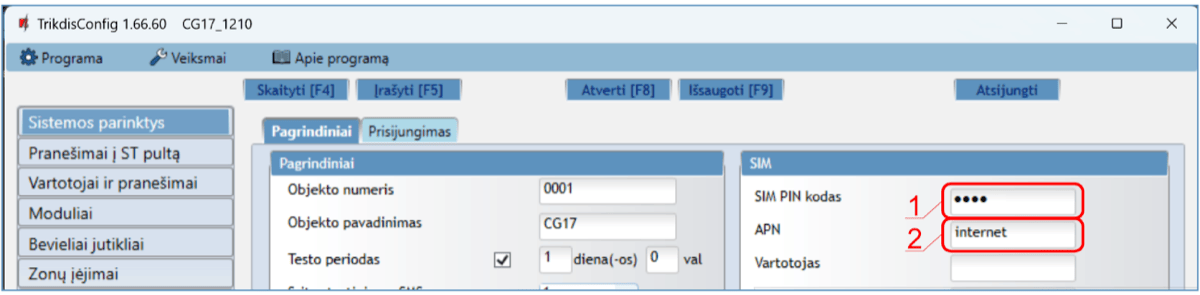 TrikdisConfig 1.66.60 CG17_1210
Programa Veiksmai Apie programą
Skaityti [F4] Įrašyti [F5] Atverti [F8] Išsaugoti [F9] Atsijungti
Sistemos parinktys
Pranešimai į ST pultą
Vartotojai ir pranešimai
Moduliai
Bevieliai jutikliai
Zonų įėjimai
Pagrindiniai Prisijungimas
Pagrindiniai
Objekto numeris 0001
Objekto pavadinimas CG17
Testo periodas 1 diena(-os) 0 val
SIM
SIM PIN kodas 1 ••••
APN 2 internet
Vartotojas